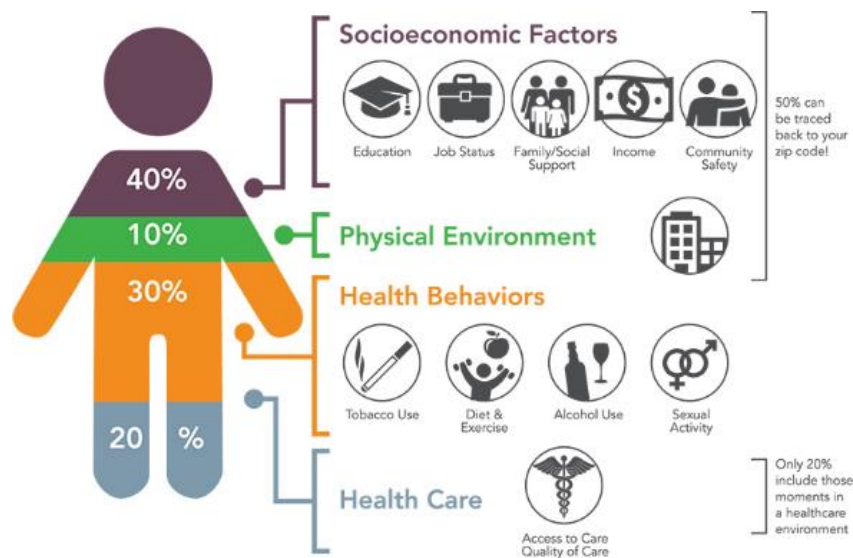 Socioeconomic Factors
Education
Job Status
Family/Social
Support
Income
Community
Safety
50% can
be traced
back to your
zip code!
40%
10%
Physical Environment
30%
Health Behaviors
Tobacco Use
Diet &
Exercise
Alcohol Use
Sexual
Activity
20 %
Health Care
Access to Care
Quality of Care
Only 20%
include those
moments in
a healthcare
environment